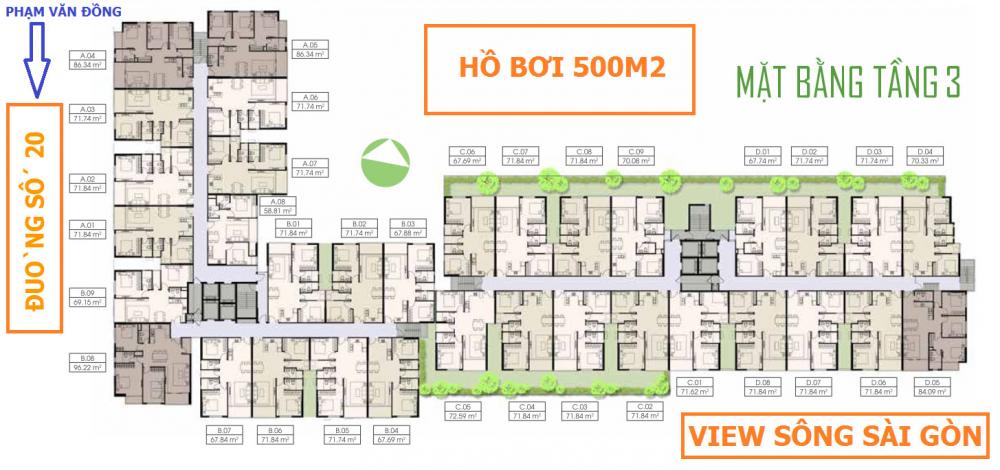 PHẠM VĂN ĐỒNG
ĐUO`NG SÔ´ 20
HỒ BƠI 500M2
MẶT BẰNG TẦNG 3
A.04
86.34 m²
A.05
86.34 m²
A.03
71.74 m²
A.06
71.74 m²
A.02
71.84 m²
A.07
71.74 m²
A.01
71.84 m²
A.08
58.81 m²
B.09
69.15 m²
B.08
96.22 m²
B.01
71.84 m²
B.02
71.74 m²
B.03
67.88 m²
C.06
67.69 m²
C.07
71.84 m²
C.08
71.84 m²
C.09
70.08 m²
D.01
67.74 m²
D.02
71.74 m²
D.03
71.74 m²
D.04
70.33 m²
B.07
67.84 m²
B.06
71.84 m²
B.05
71.74 m²
B.04
67.69 m²
C.05
72.59 m²
C.04
71.84 m²
C.03
71.84 m²
C.02
71.84 m²
C.01
71.62 m²
D.08
71.84 m²
D.07
71.84 m²
D.06
71.84 m²
D.05
84.09 m²
VIEW SÔNG SÀI GÒN